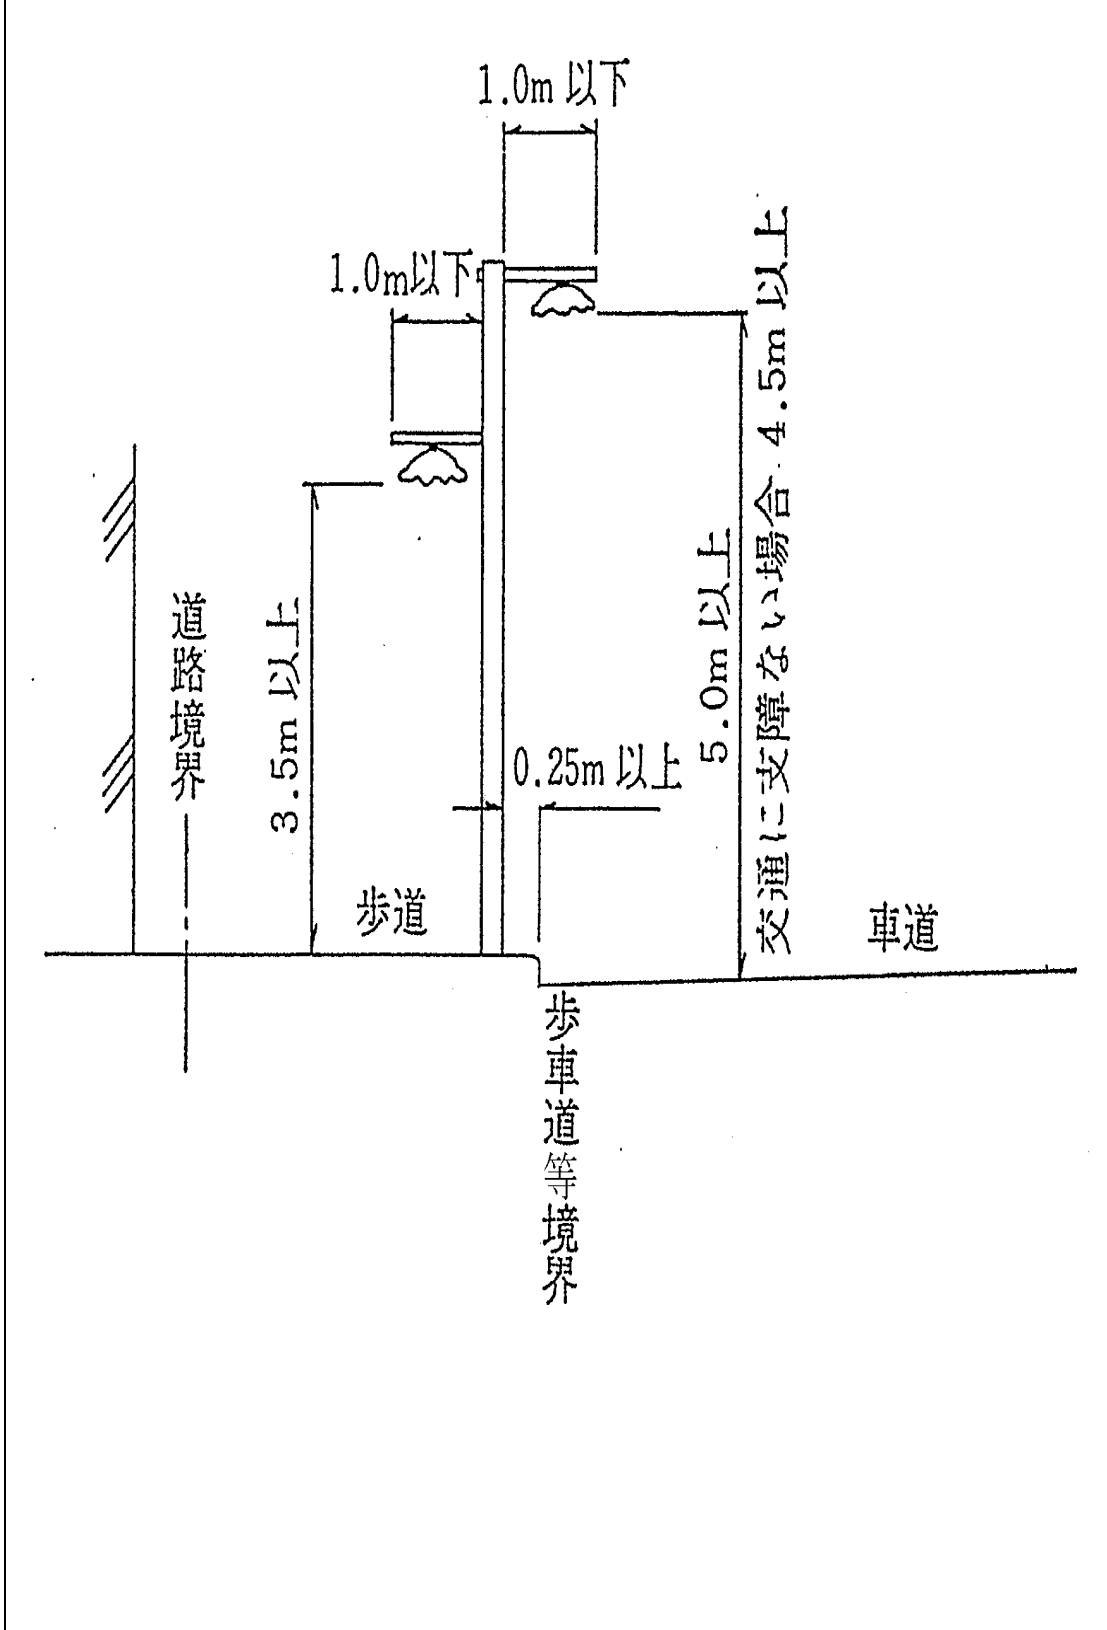 1.0m 以下
1.0m以下
交通に支障ない場合 4.5m 以上
5.0m 以上
3.5m 以上
道路境界
0.25m 以上
歩道
車道
歩車道等境界